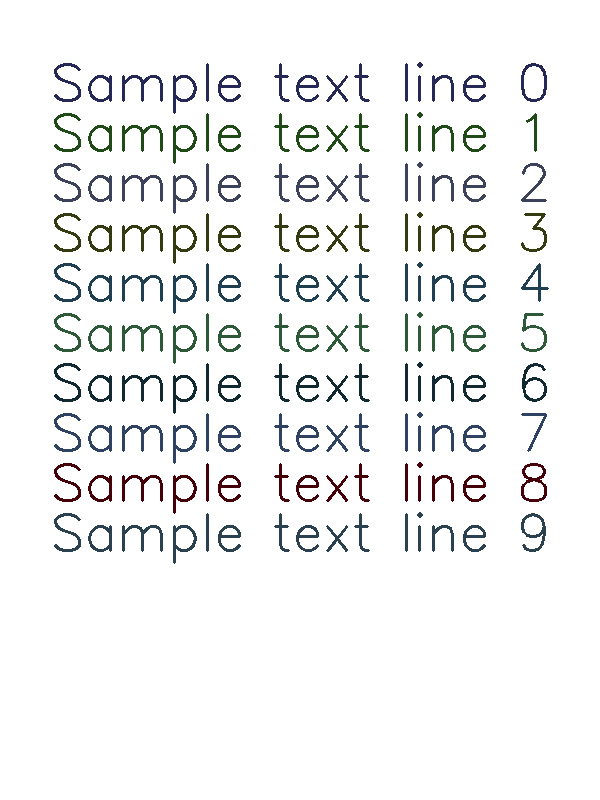 Sample text line 0
Sample text line 1
Sample text line 2
Sample text line 3
Sample text line 4
Sample text line 5
Sample text line 6
Sample text line 7
Sample text line 8
Sample text line 9